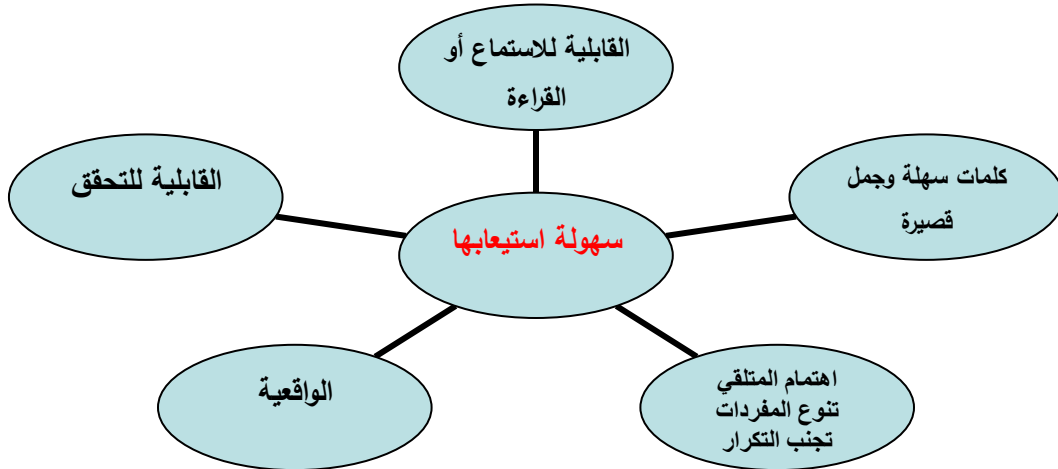 القابلية للاستماع أو
القراءة
كلمات سهلة وجمل
قصيرة
القابلية للتحقق
سهولة استيعابها
اهتمام المتلقي
تنوع المفردات
تجنب التكرار
الواقعية